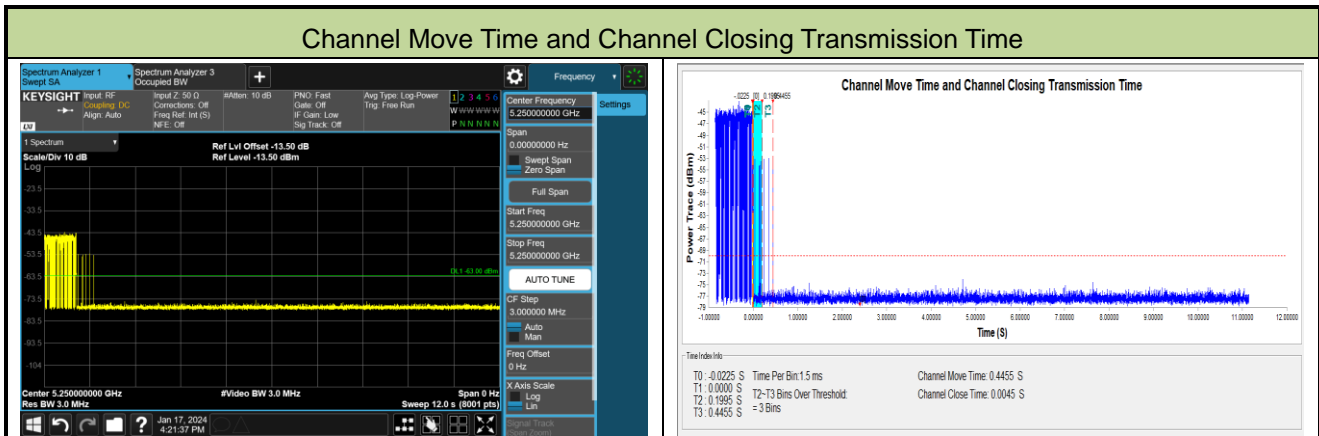 Channel Move Time and Channel Closing Transmission Time
Spectrum Analyzer 1
Swept SA
Spectrum Analyzer 3
Occupied BW
Frequency
KEYSIGHT
Input: RF
Coupling: DC
Align: Auto
Input Z: 50 Ω
Corrections: Off
Freq Ref: Int (S)
NFE: Off
#Atten: 10 dB
PNO: Fast
Gate: Off
IF Gain: Low
Sig Track: Off
Avg Type: Log-Power
Trig: Free Run
1 2 3 4 5 6
W W W W W W
P N N N N N
LXI
Center Frequency
5.250000000 GHz
Settings
Span
0.00000000 Hz
Swept Span
Zero Span
Full Span
Start Freq
5.250000000 GHz
Stop Freq
5.250000000 GHz
AUTO TUNE
CF Step
3.000000 MHz
Auto
Man
Freq Offset
0 Hz
X Axis Scale
Log
Lin
Signal Track
(Span Zoom)
1 Spectrum
Scale/Div 10 dB
Log
Ref Lvl Offset -13.50 dB
Ref Level -13.50 dBm
-23.5
-33.5
-43.5
-53.5
-63.5
-73.5
-83.5
-93.5
-104
DL1 -63.50 dBm
Center 5.250000000 GHz
Res BW 3.0 MHz
#Video BW 3.0 MHz
Span 0 Hz
Sweep 12.0 s (8001 pts)
Jan 17, 2024
4:21:37 PM
Channel Move Time and Channel Closing Transmission Time
Power Trace (dBm)
-45
-47
-49
-51
-53
-55
-57
-59
-61
-63
-65
-67
-69
-71
-73
-75
-77
-79
-1.00000 0.00000 1.00000 2.00000 3.00000 4.00000 5.00000 6.00000 7.00000 8.00000 9.00000 10.00000 11.00000 12.00000
Time (S)
Time Index Info
T0 : -0.0225 S
T1 : 0.0000 S
T2 : 0.1995 S
T3 : 0.4455 S
Time Per Bin:1.5 ms
T2~T3 Bins Over Threshold:
= 3 Bins
Channel Move Time: 0.4455 S
Channel Close Time: 0.0045 S